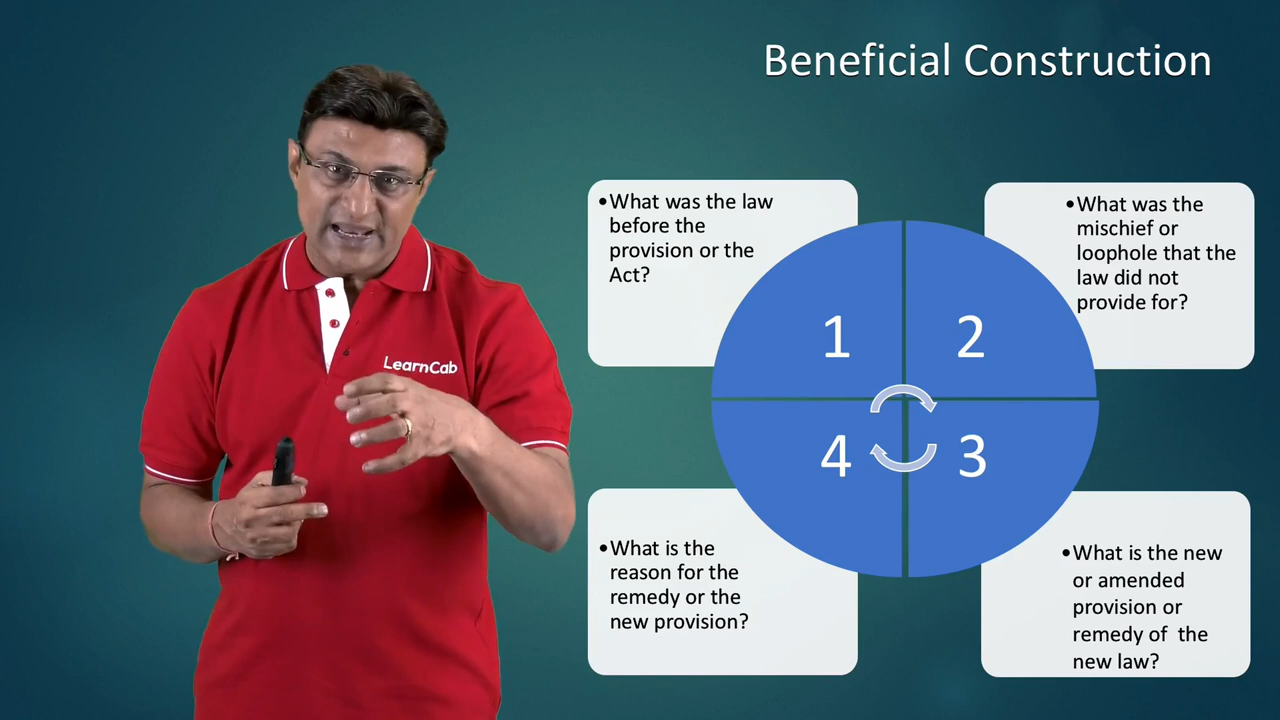 Beneficial Construction
•What was the law
before the
provision or the
Act?
•What was the
mischief or
loophole that the
law did not
provide for?
1
2
LearnCab
4
3
•What is the
reason for the
remedy or the
new provision?
•What is the new
or amended
provision or
remedy of the
new law?